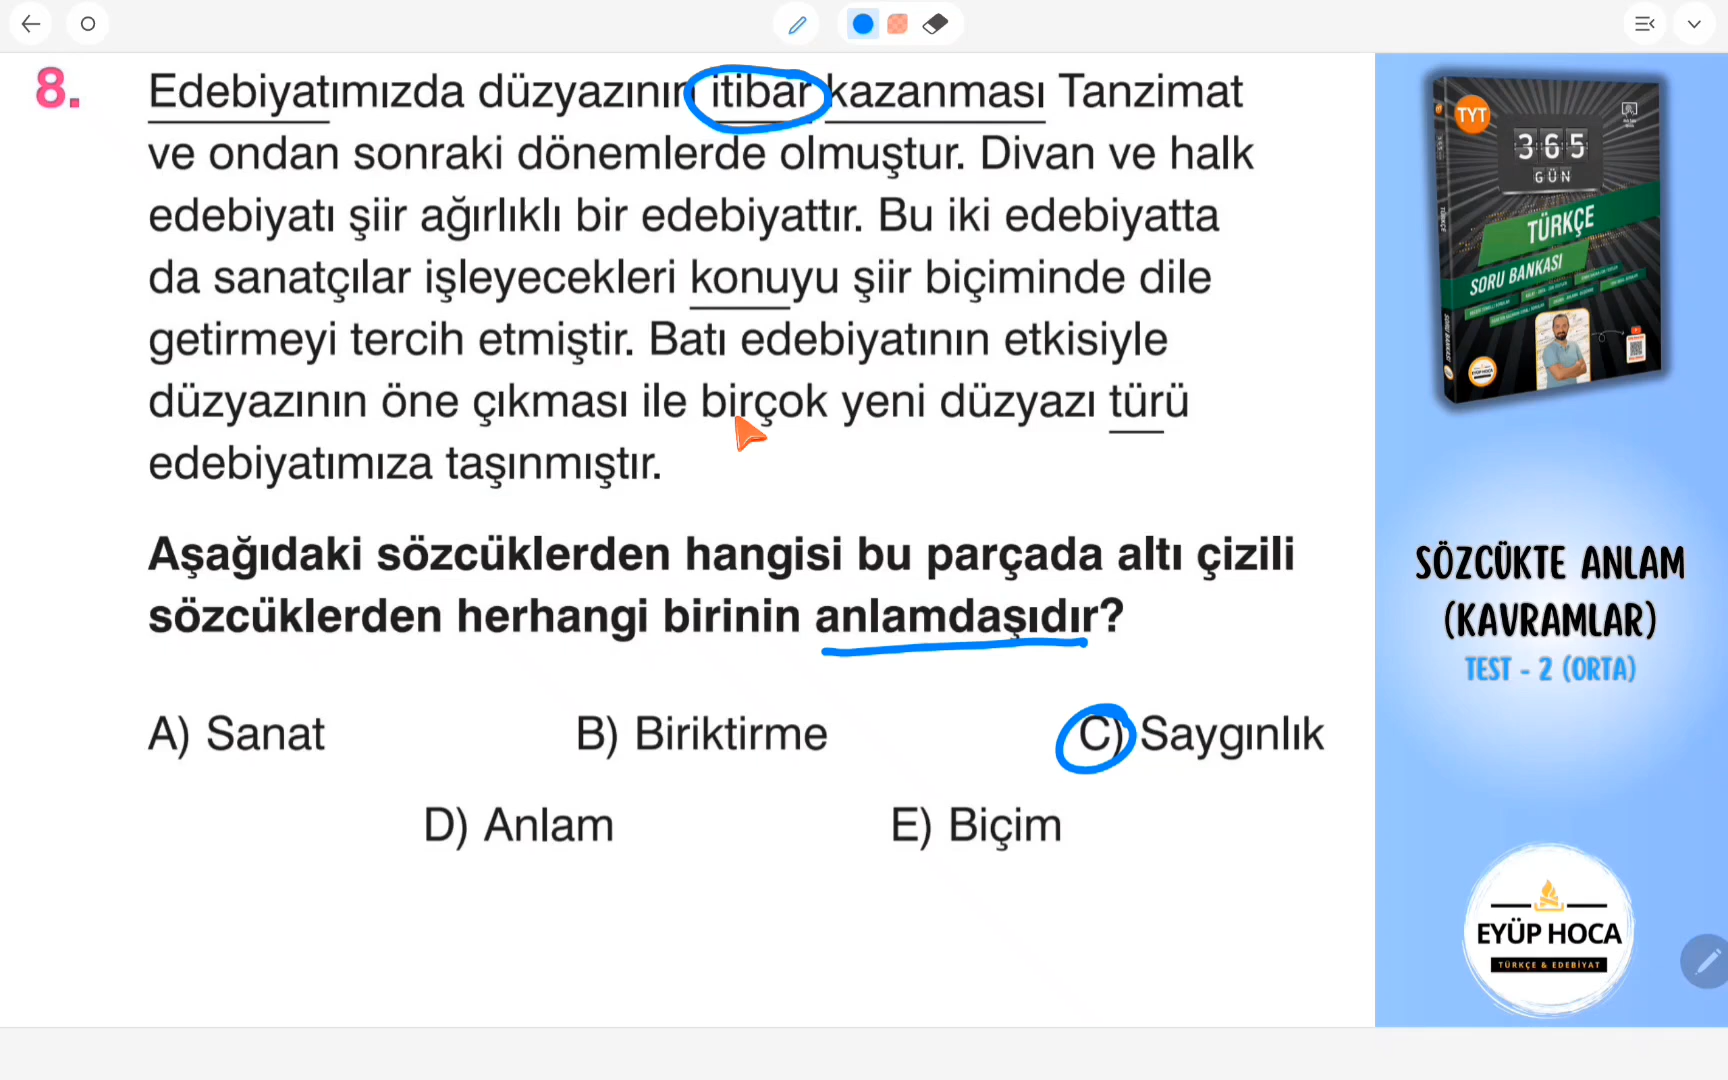 8. Edebiyatımızda düzyazının itibar kazanması Tanzimat
ve ondan sonraki dönemlerde olmuştur. Divan ve halk
edebiyatı şiir ağırlıklı bir edebiyattır. Bu iki edebiyatta
da sanatçılar işleyecekleri konuyu şiir biçiminde dile
getirmeyi tercih etmiştir. Batı edebiyatının etkisiyle
düzyazının öne çıkması ile birçok yeni düzyazı türü
edebiyatımıza taşınmıştır.
Aşağıdaki sözcüklerden hangisi bu parçada altı çizili
sözcüklerden herhangi birinin anlamdaşıdır?
A) Sanat B) Biriktirme C) Saygınlık
D) Anlam E) Biçim
TYT
365
GÜN
TÜRKÇE
SORU BANKASI
EYÜP HOCA
SÖZCÜKTE ANLAM
(KAVRAMLAR)
TEST - 2 (ORTA)
EYÜP HOCA
TÜRKÇE & EDEBİYAT